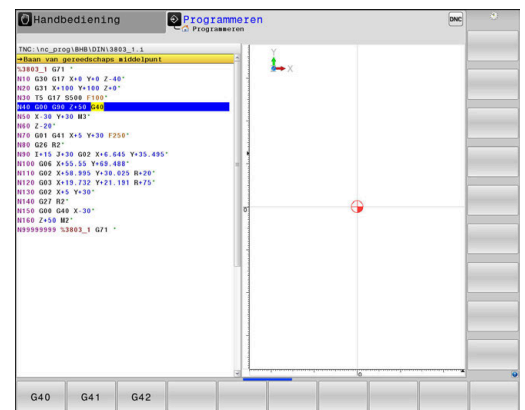 Handbediening
Programmeren
Programmeren
DNC
TNC:\nc_prog\BHB\DIN\3803_1.i
→Baan van gereedschaps middelpunt
%3803_1 G71 *
N10 G30 G17 X+0 Y+0 Z-40*
N20 G31 X+100 Y+100 Z+0*
N30 T5 G17 S500 F100*
N40 G00 G90 Z+50 G40
N50 X-30 Y+30 M3*
N60 Z-20*
N70 G01 G41 X+5 Y+30 F250*
N80 G26 R2*
N90 I+15 J+30 G02 X+6.645 Y+35.495*
N100 G06 X+55.55 Y+69.488*
N110 G02 X+58.995 Y+30.025 R+20*
N120 G03 X+19.732 Y+21.191 R+75*
N130 G02 X+5 Y+30*
N140 G27 R2*
N150 G00 G40 X-30*
N160 Z+50 M2*
N99999999 %3803_1 G71 *
Y
X
0
0
G40
G41
G42